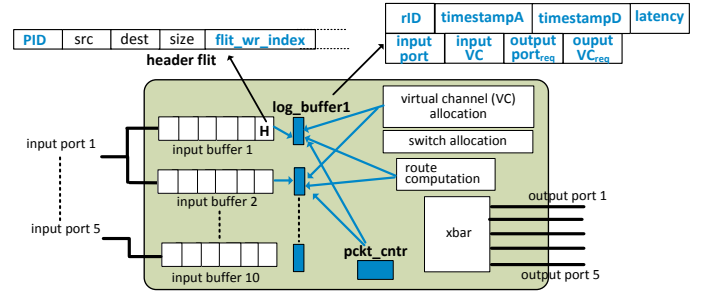 rID timestampA timestampD latency
input port input VC output portreq ouput VCreq
PID src dest size flit_wr_index
header flit
log_buffer1
virtual channel (VC) allocation
H
input port 1
input buffer 1
switch allocation
route computation
input buffer 2
output port 1
input port 5
xbar
pckt_cntr
input buffer 10
output port 5